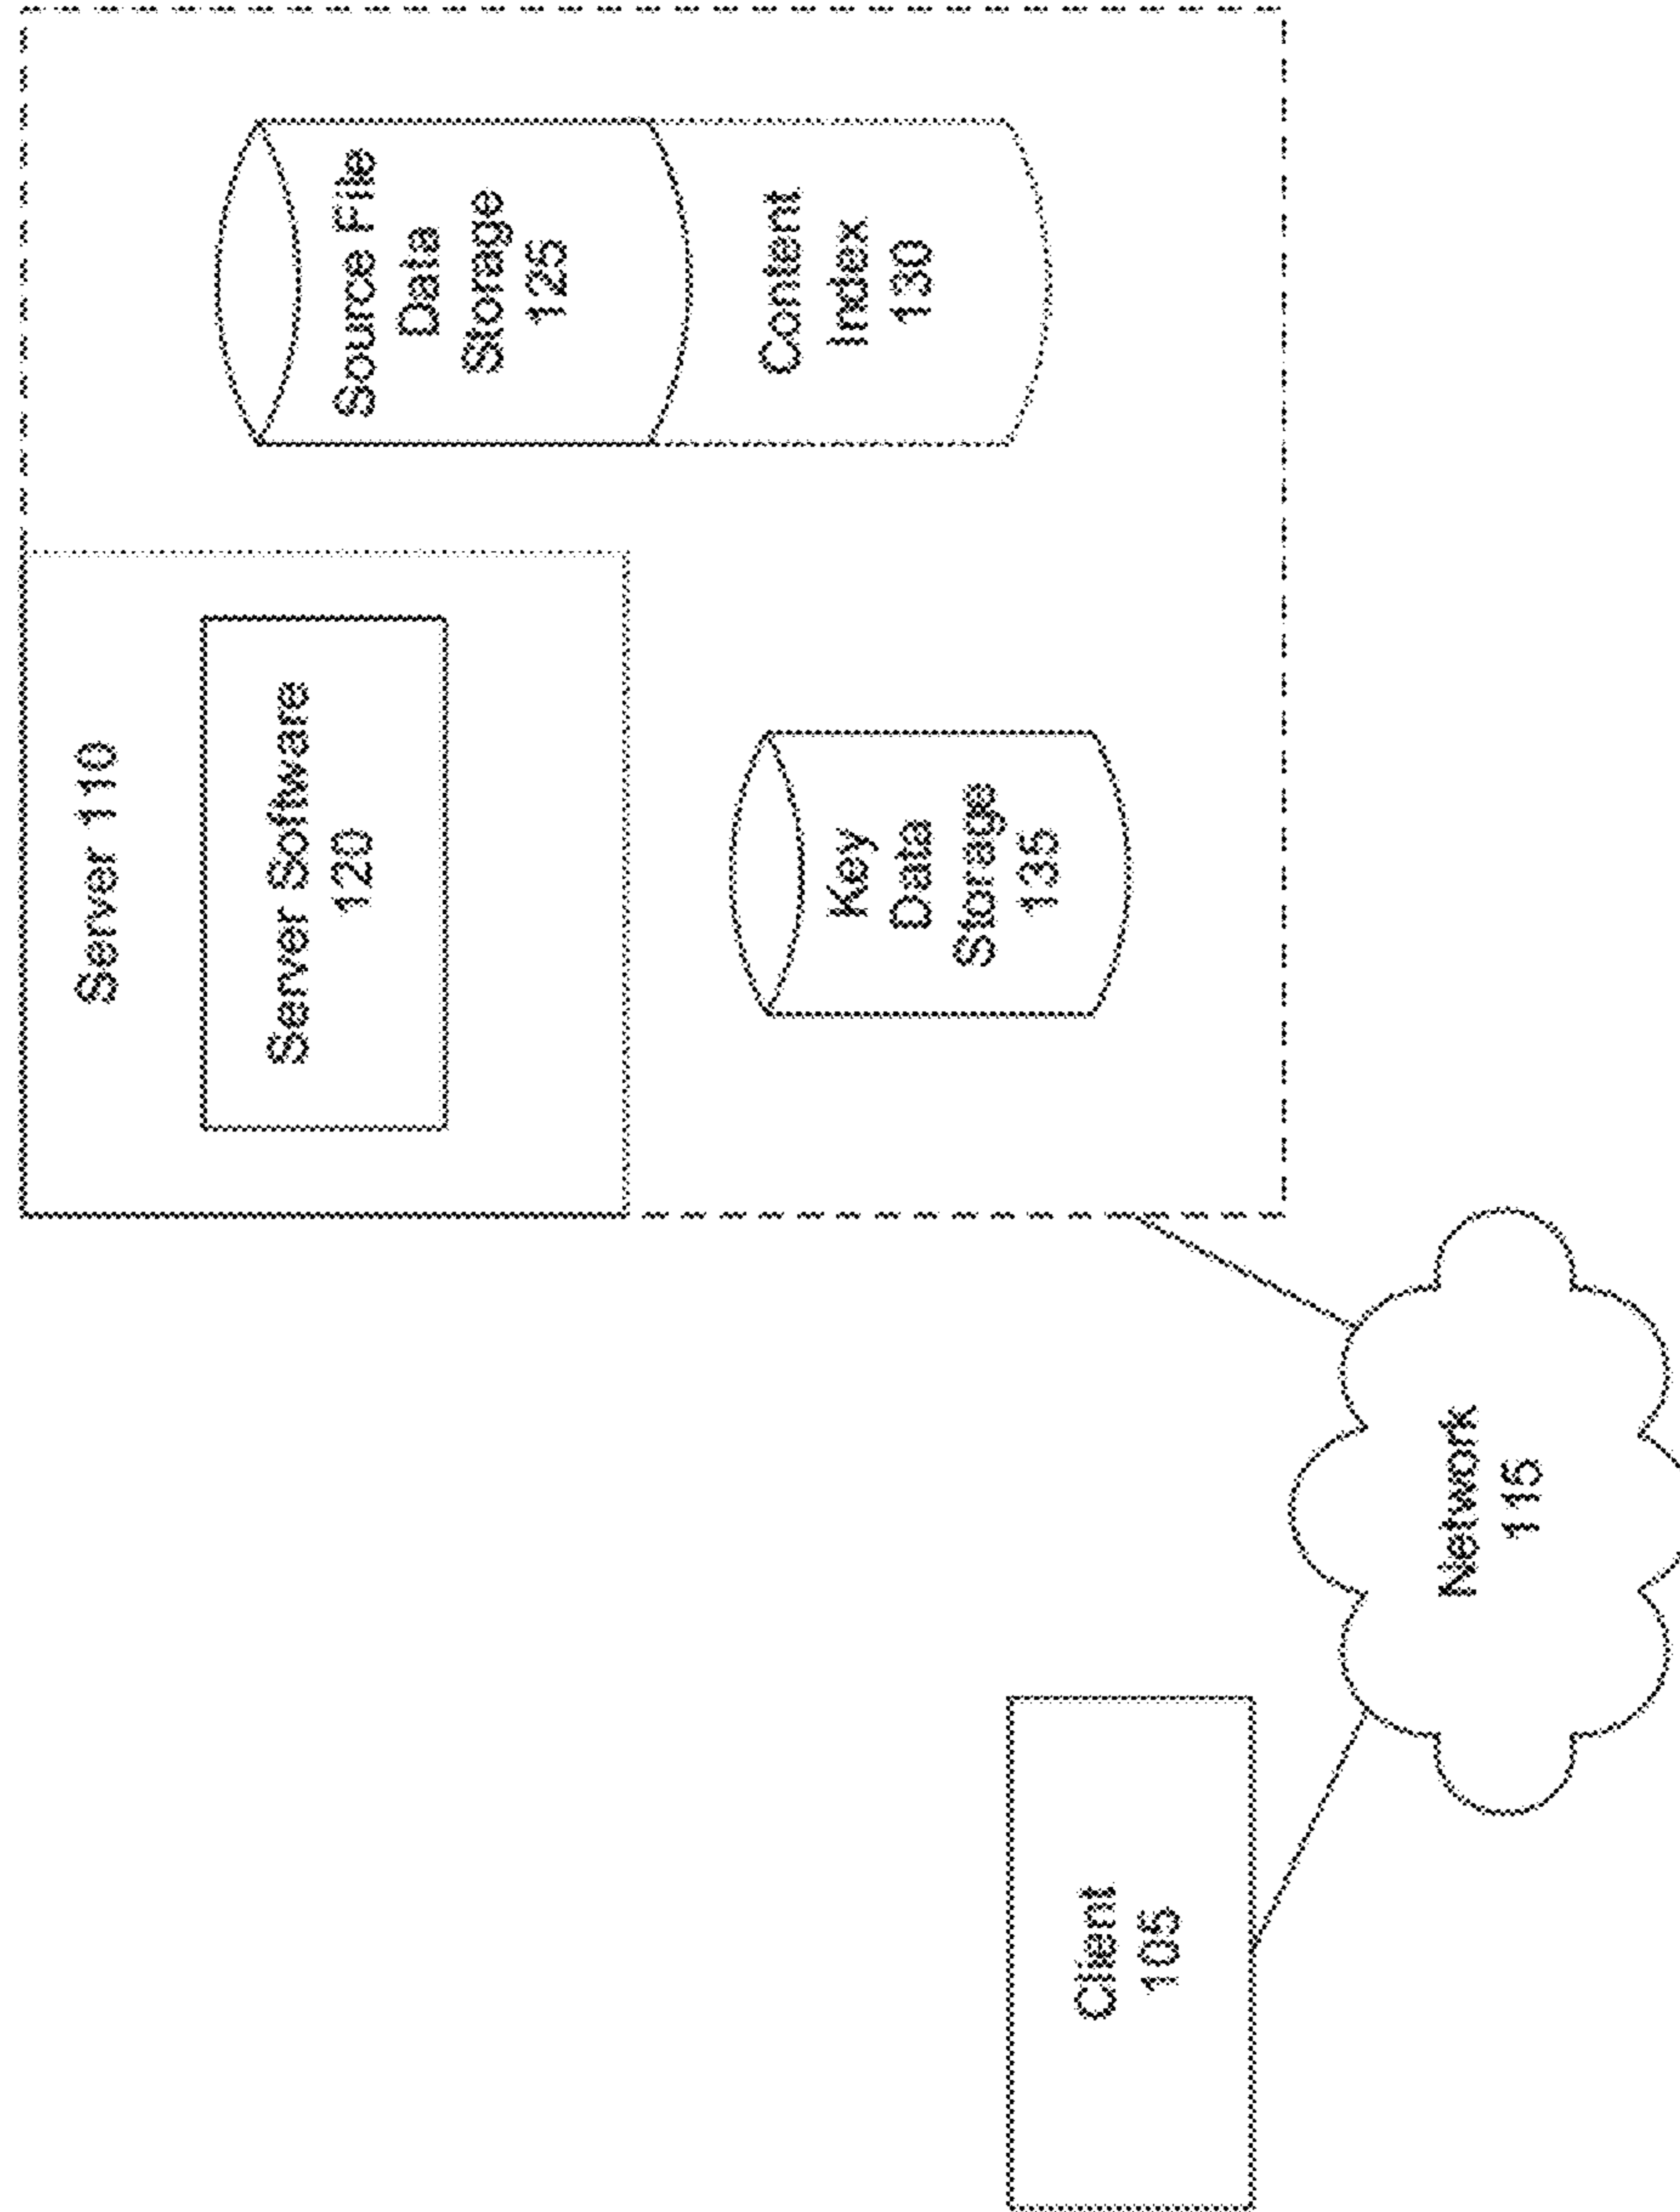 Server 110
Server Software
120
Source File
Data
Storage
125
Content
Index
130
Key
Data
Storage
135
Client
105
Network
115